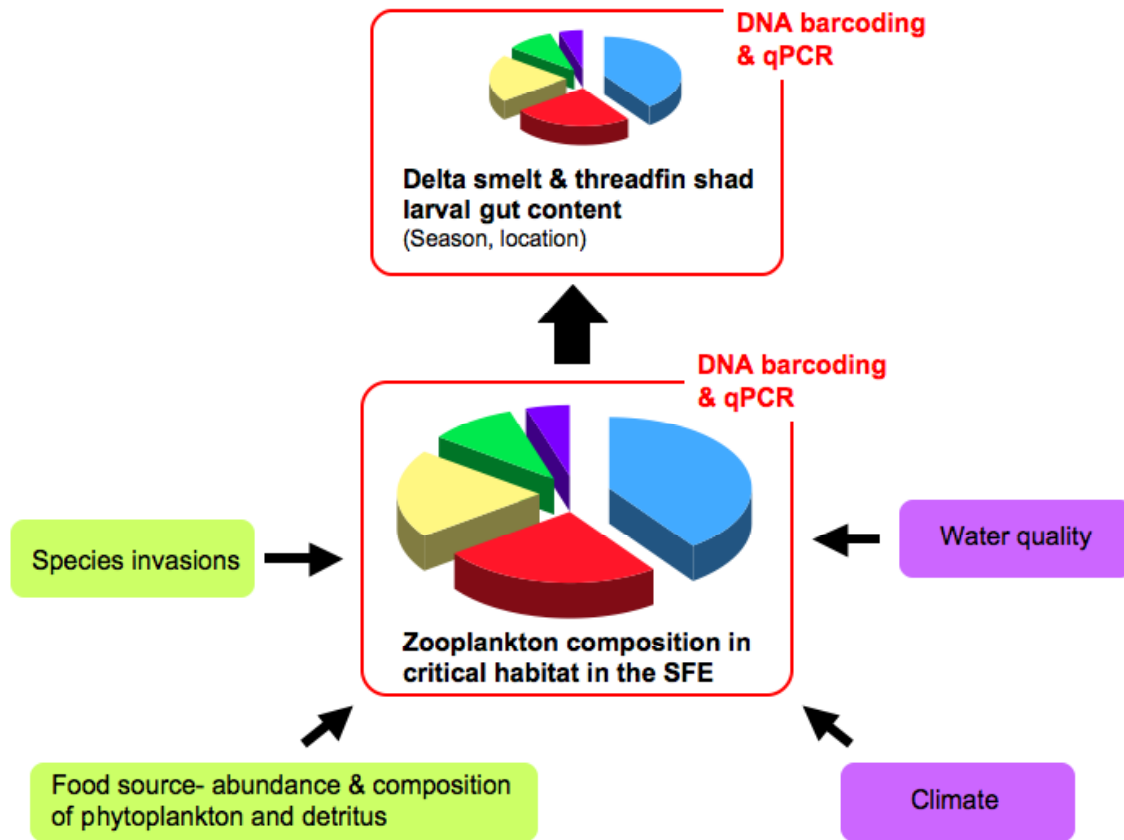 DNA barcoding
& qPCR
Delta smelt & threadfin shad
larval gut content
(Season, location)
DNA barcoding
& qPCR
Species invasions
Water quality
Zooplankton composition in
critical habitat in the SFE
Food source- abundance & composition
of phytoplankton and detritus
Climate